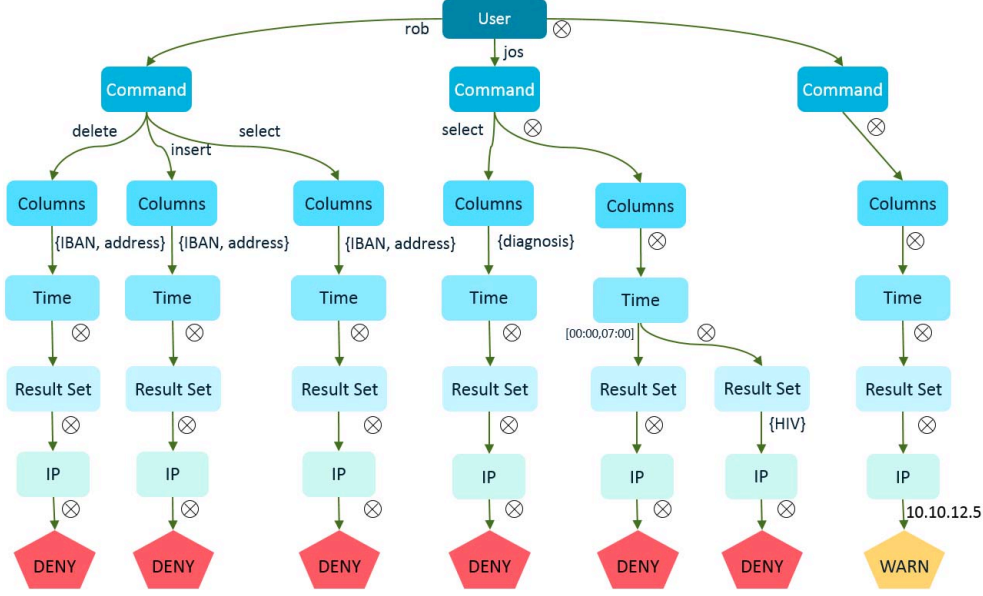 User
rob
⊗
jos
Command
Command
Command
delete
insert
select
select
⊗
⊗
Columns
Columns
Columns
Columns
Columns
Columns
{IBAN, address}
{IBAN, address}
{IBAN, address}
{diagnosis}
⊗
⊗
Time
Time
Time
Time
Time
Time
⊗
⊗
⊗
⊗
[00:00,07:00]
⊗
⊗
Result Set
Result Set
Result Set
Result Set
Result Set
Result Set
Result Set
⊗
⊗
⊗
⊗
⊗
{HIV}
⊗
IP
IP
IP
IP
IP
IP
IP
⊗
⊗
⊗
⊗
⊗
⊗
10.10.12.5
DENY
DENY
DENY
DENY
DENY
DENY
WARN